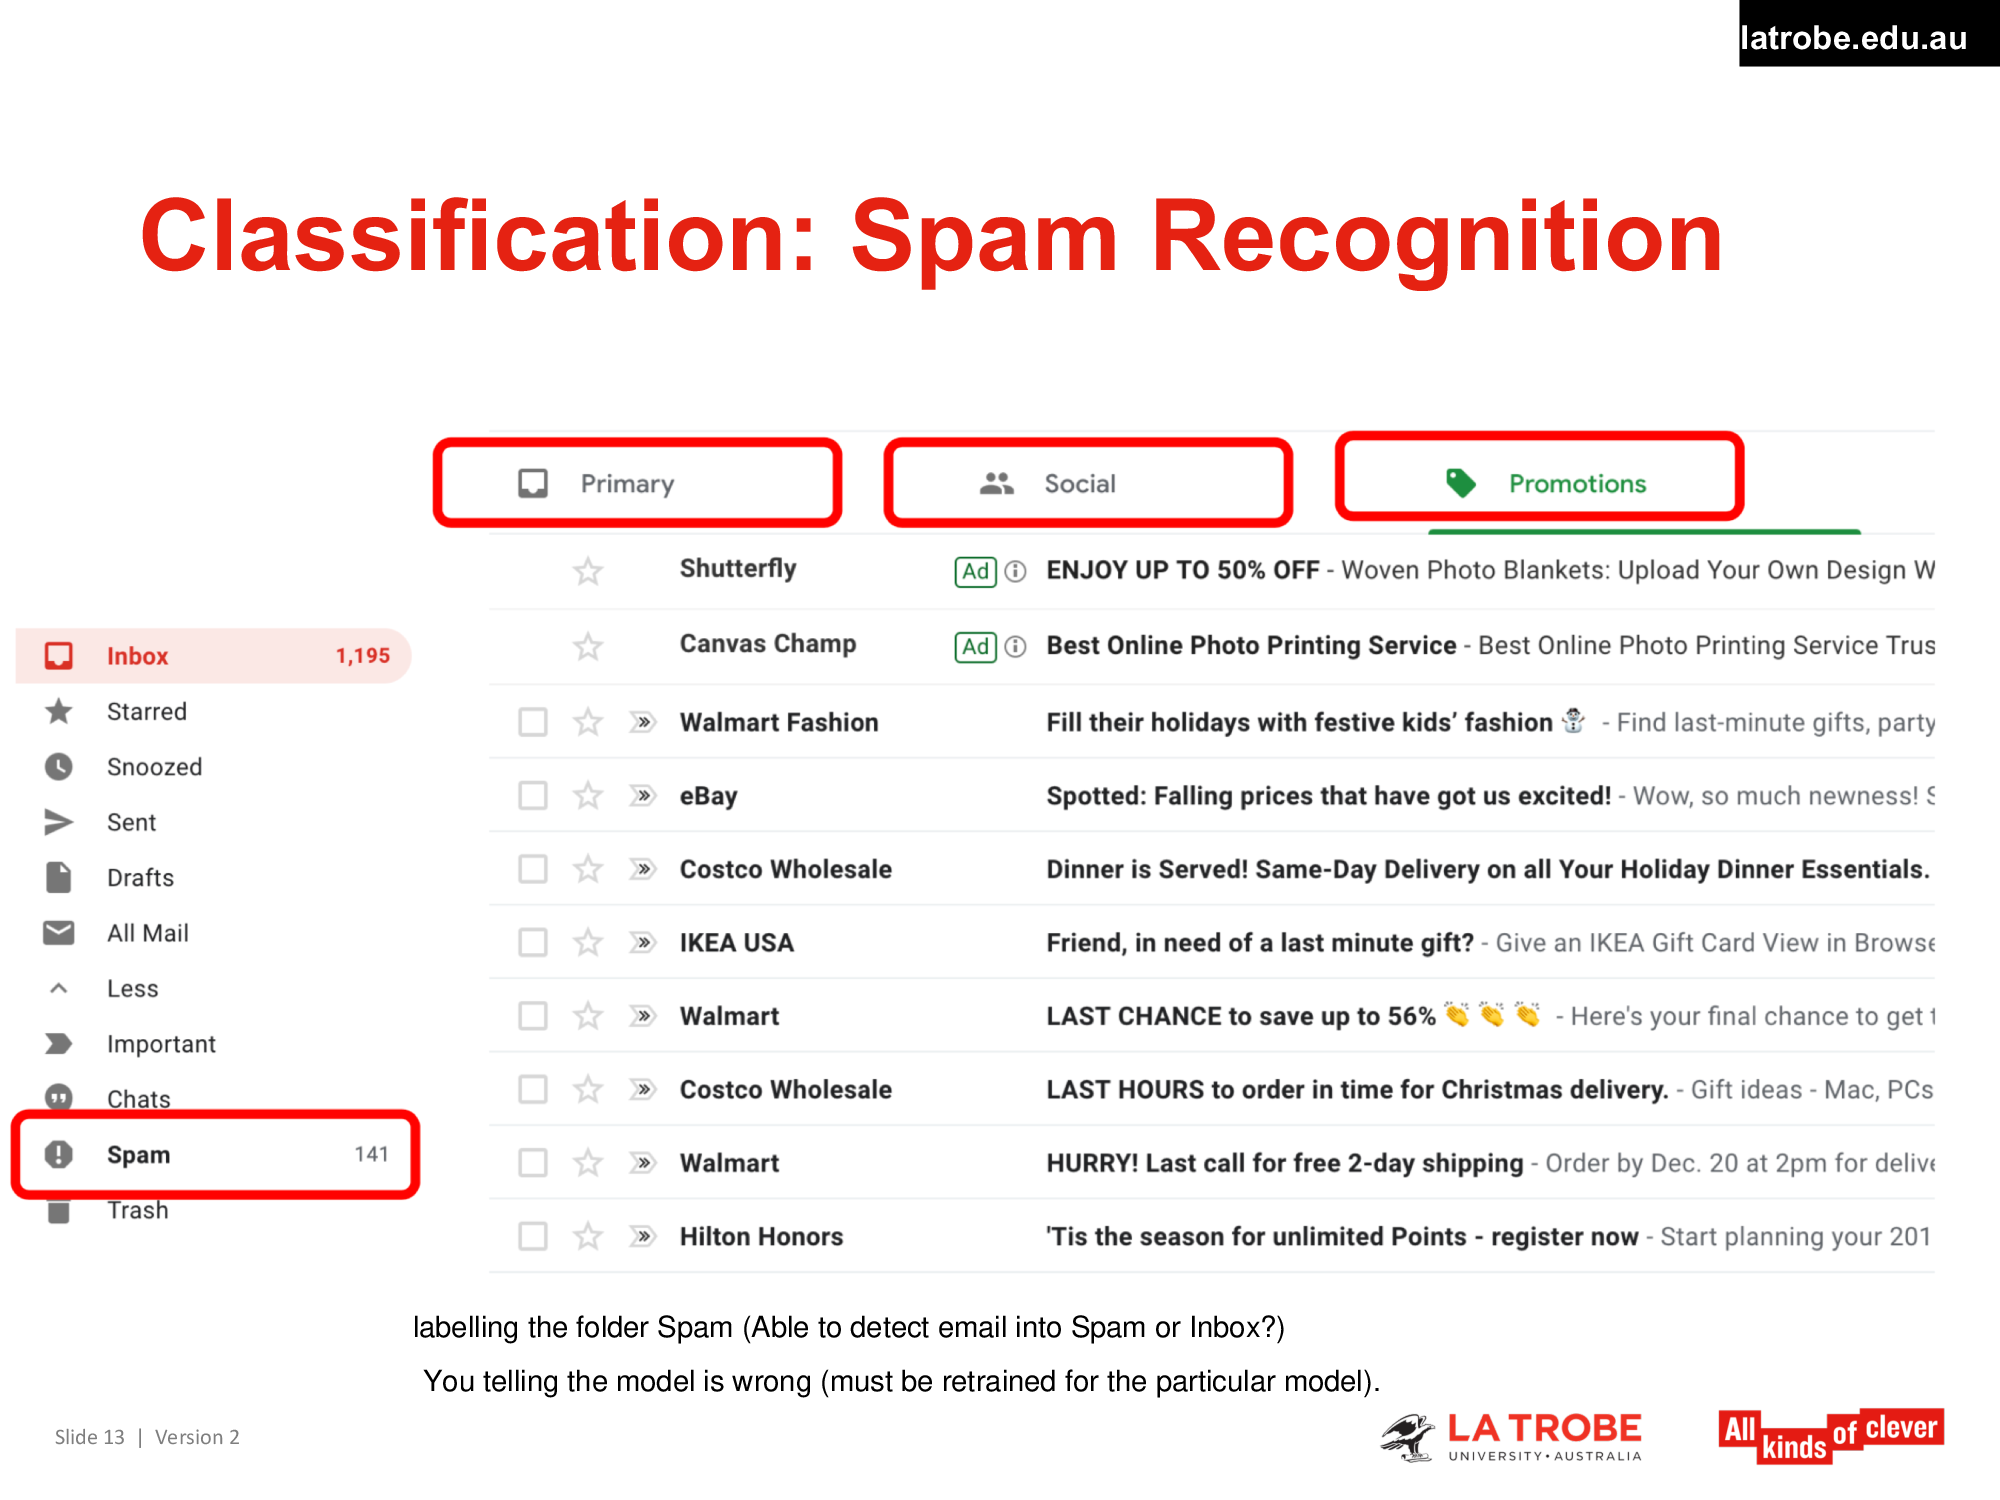 latrobe.edu.au
Classification: Spam Recognition
Primary Social Promotions
Shutterfly Ad ENJOY UP TO 50% OFF - Woven Photo Blankets: Upload Your Own Design W
Canvas Champ Ad Best Online Photo Printing Service - Best Online Photo Printing Service Trus
Walmart Fashion Fill their holidays with festive kids’ fashion ⛄ - Find last-minute gifts, party
eBay Spotted: Falling prices that have got us excited! - Wow, so much newness! S
Costco Wholesale Dinner is Served! Same-Day Delivery on all Your Holiday Dinner Essentials.
IKEA USA Friend, in need of a last minute gift? - Give an IKEA Gift Card View in Browse
Walmart LAST CHANCE to save up to 56% 👏 👏 👏 - Here's your final chance to get t
Costco Wholesale LAST HOURS to order in time for Christmas delivery. - Gift ideas - Mac, PCs
Walmart HURRY! Last call for free 2-day shipping - Order by Dec. 20 at 2pm for delive
Hilton Honors 'Tis the season for unlimited Points - register now - Start planning your 201
Inbox 1,195
Starred
Snoozed
Sent
Drafts
All Mail
Less
Important
Chats
Spam 141
Trash
labelling the folder Spam (Able to detect email into Spam or Inbox?)
You telling the model is wrong (must be retrained for the particular model).
Slide 13 | Version 2
LA TROBE
UNIVERSITY • AUSTRALIA
All kinds of clever